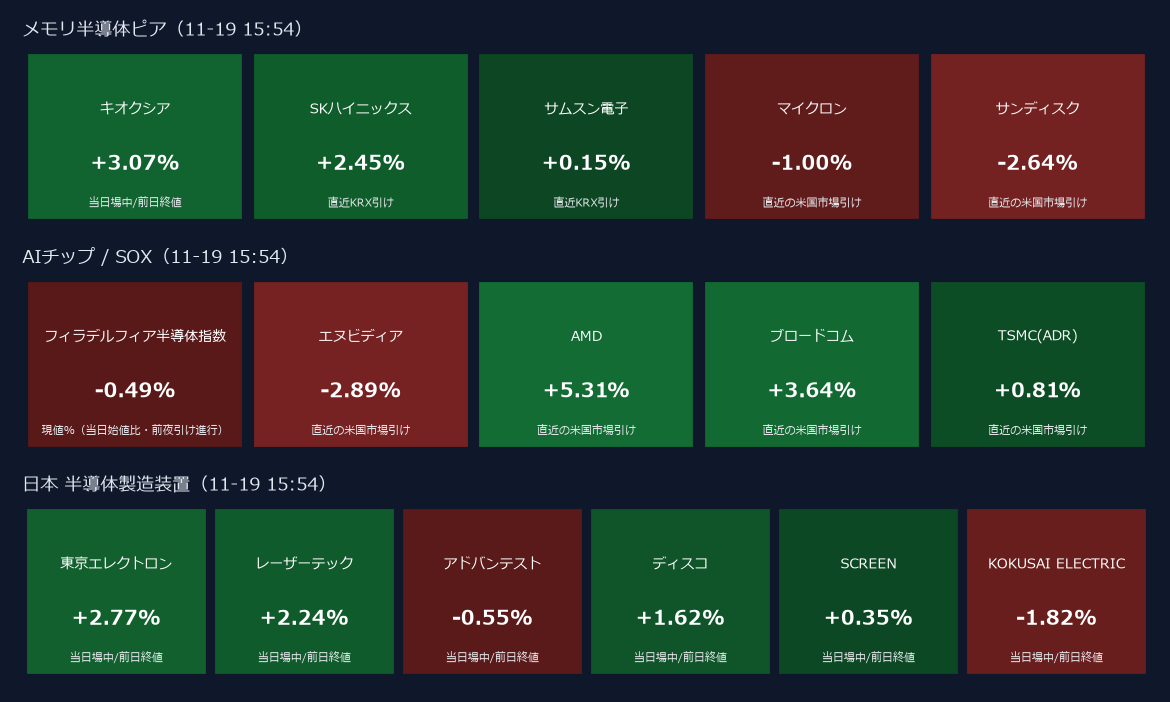 メモリ半導体ピア（11-19 15:54）
キオクシア
+3.07%
当日場中/前日終値
SKハイニックス
+2.45%
直近KRX引け
サムスン電子
+0.15%
直近KRX引け
マイクロン
-1.00%
直近の米国市場引け
サンディスク
-2.64%
直近の米国市場引け
AIチップ / SOX（11-19 15:54）
フィラデルフィア半導体指数
-0.49%
現値%（当日始値比・前夜引け進行）
エヌビディア
-2.89%
直近の米国市場引け
AMD
+5.31%
直近の米国市場引け
ブロードコム
+3.64%
直近の米国市場引け
TSMC(ADR)
+0.81%
直近の米国市場引け
日本 半導体製造装置（11-19 15:54）
東京エレクトロン
+2.77%
当日場中/前日終値
レーザーテック
+2.24%
当日場中/前日終値
アドバンテスト
-0.55%
当日場中/前日終値
ディスコ
+1.62%
当日場中/前日終値
SCREEN
+0.35%
当日場中/前日終値
KOKUSAI ELECTRIC
-1.82%
当日場中/前日終値